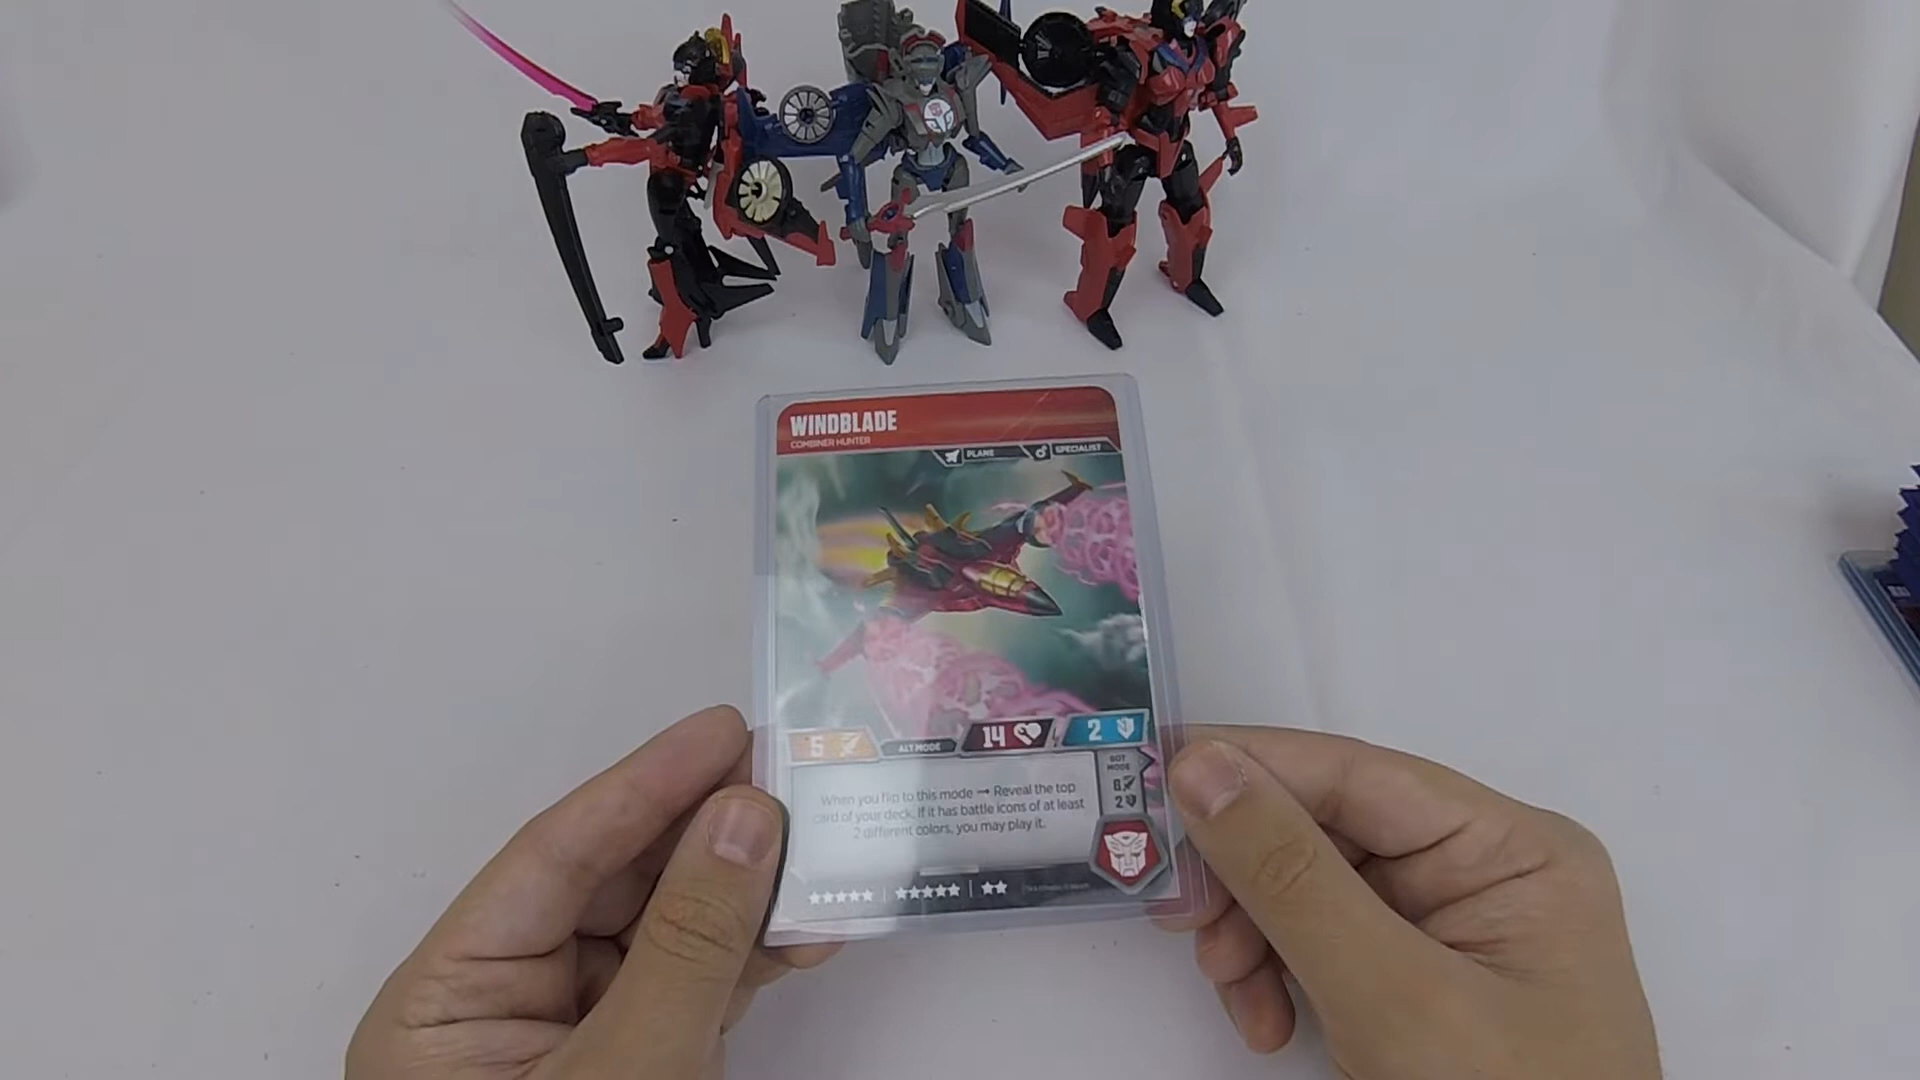 WINDBLADE
COMBINER HUNTER
PLANE SPECIALIST
5 ALT MODE 14 2
BOT
MODE
6
2
When you flip to this mode → Reveal the top
card of your deck. If it has battle icons of at least
2 different colors, you may play it.